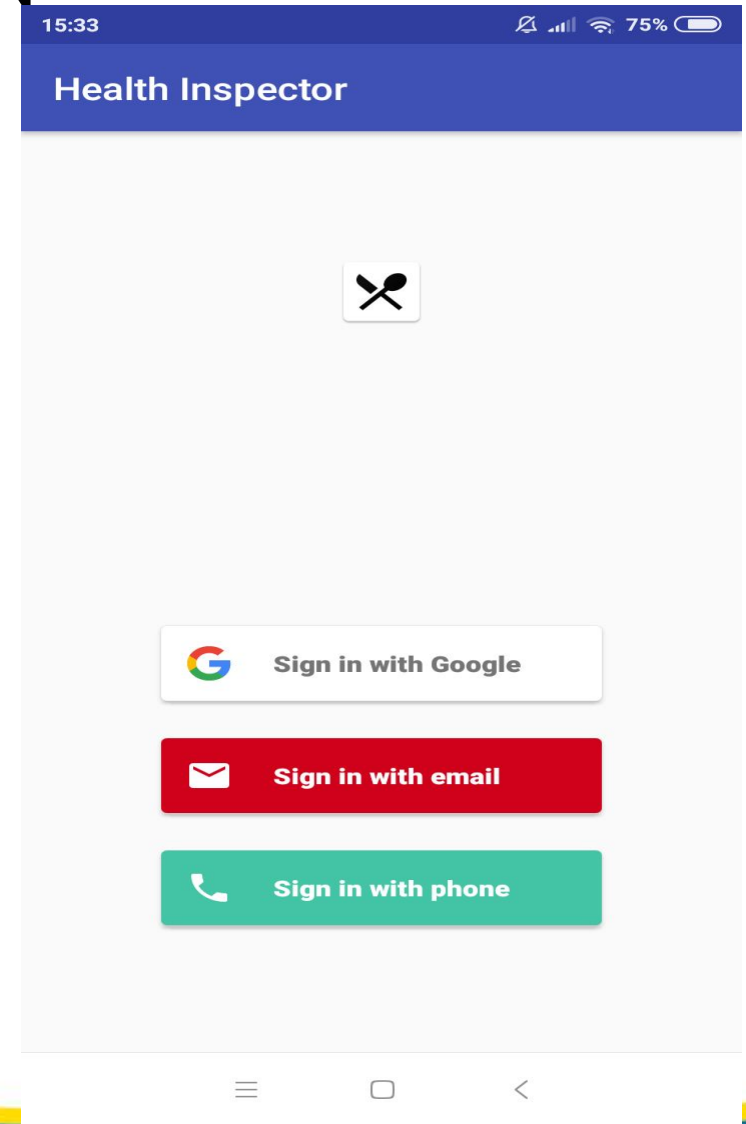 15:33
75%
Health Inspector
Sign in with Google
Sign in with email
Sign in with phone